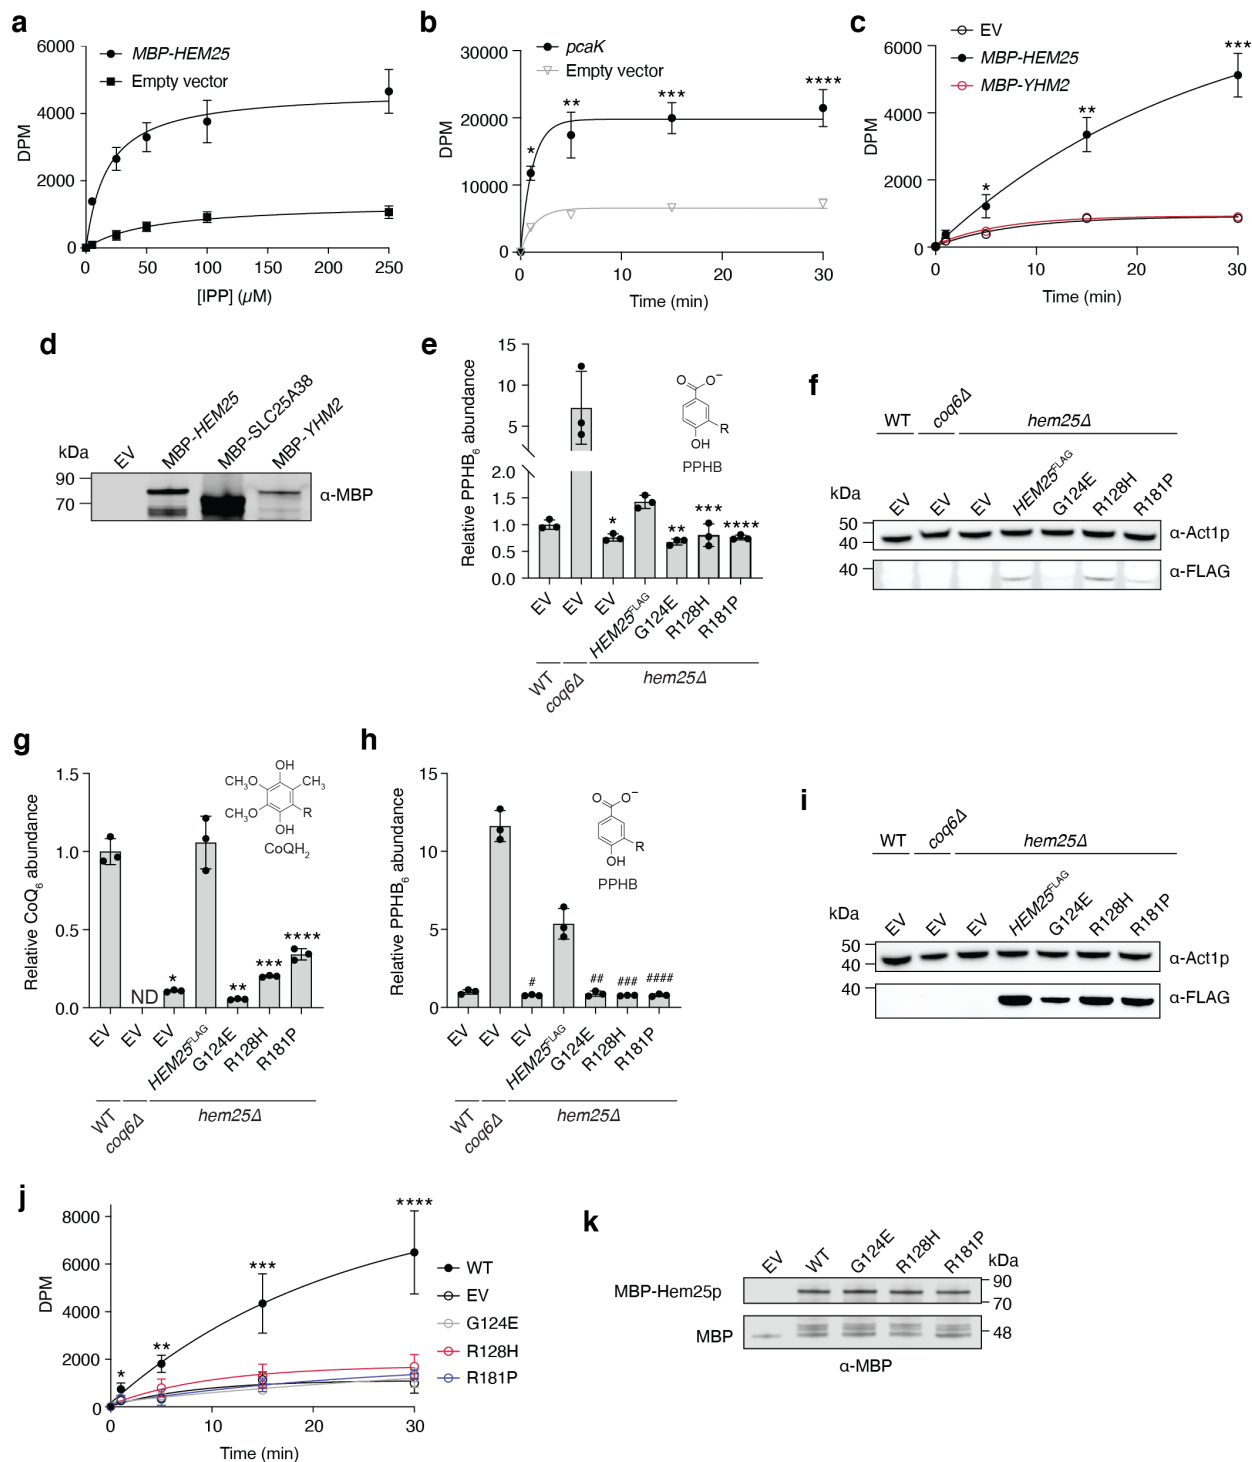 a
6000
4000
2000
0
DPM
MBP-HEM25
Empty vector
0 50 100 150 200 250
[IPP] (µM)
b
30000
20000
10000
0
DPM
pcaK
Empty vector
* ** *** ****
0 10 20 30
Time (min)
c
6000
4000
2000
0
DPM
EV
MBP-HEM25
MBP-YHM2
* ** ***
0 10 20 30
Time (min)
d
kDa
EV
MBP-HEM25
MBP-SLC25A38
MBP-YHM2
90
70
α-MBP
e
Relative PPHB6 abundance
15
10
5
2.0
1.5
1.0
0.5
0.0
O O−
R
OH
PPHB
* ** *** ****
EV EV EV HEM25FLAG G124E R128H R181P
WT coq6Δ hem25Δ
f
WT coq6Δ hem25Δ
kDa
EV EV EV HEM25FLAG G124E R128H R181P
50
40
α-Act1p
40
α-FLAG
g
Relative CoQ6 abundance
1.5
1.0
0.5
0.0
OH
CH3O CH3
CH3O R
OH
CoQH2
ND * ** *** ****
EV EV EV HEM25FLAG G124E R128H R181P
WT coq6Δ hem25Δ
h
Relative PPHB6 abundance
15
10
5
0
O O−
R
OH
PPHB
# ## ### ####
EV EV EV HEM25FLAG G124E R128H R181P
WT coq6Δ hem25Δ
i
WT coq6Δ hem25Δ
kDa
EV EV EV HEM25FLAG G124E R128H R181P
50
40
α-Act1p
40
α-FLAG
j
8000
6000
4000
2000
0
DPM
* ** *** ****
WT
EV
G124E
R128H
R181P
0 10 20 30
Time (min)
k
EV WT G124E R128H R181P kDa
MBP-Hem25p
90
70
MBP
48
α-MBP